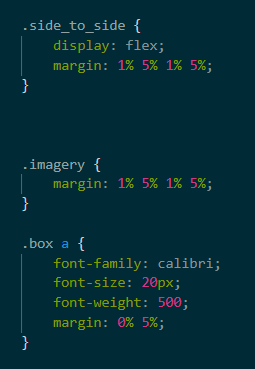 .side_to_side {
display: flex;
margin: 1% 5% 1% 5%;
}
.imagery {
margin: 1% 5% 1% 5%;
}
.box a {
font-family: calibri;
font-size: 20px;
font-weight: 500;
margin: 0% 5%;
}